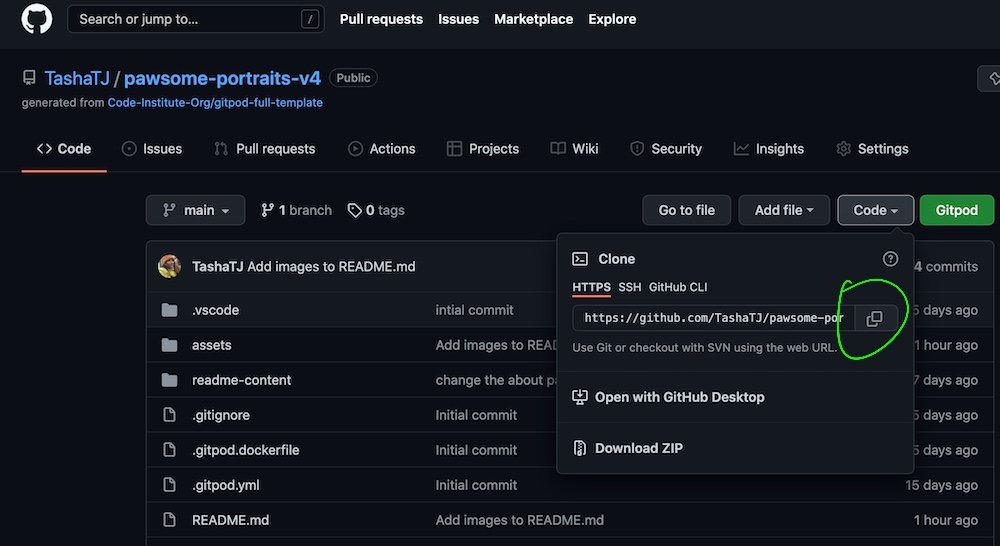 Search or jump to... /
Pull requests Issues Marketplace Explore
TashaTJ / pawsome-portraits-v4 Public
generated from Code-Institute-Org/gitpod-full-template
<> Code Issues Pull requests Actions Projects Wiki Security Insights Settings
main 1 branch 0 tags Go to file Add file Code Gitpod
TashaTJ Add images to README.md 4 commits
Clone ?
HTTPS SSH GitHub CLI
https://github.com/TashaTJ/pawsome-por
Use Git or checkout with SVN using the web URL.
Open with GitHub Desktop
Download ZIP
.vscode intial commit 5 days ago
assets Add images to READ 1 hour ago
readme-content change the about pa 7 days ago
.gitignore Initial commit 5 days ago
.gitpod.dockerfile Initial commit 5 days ago
.gitpod.yml Initial commit 15 days ago
README.md Add images to README.md 1 hour ago